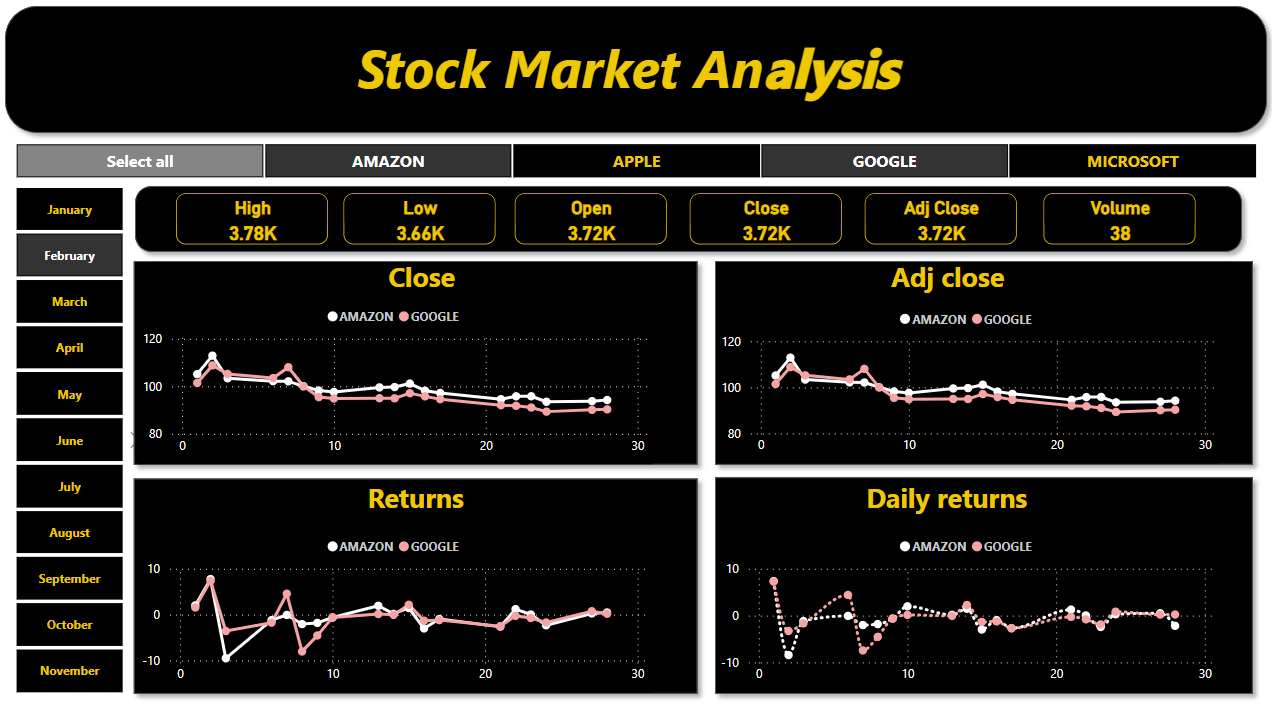 Stock Market Analysis
Select all AMAZON APPLE GOOGLE MICROSOFT
January
February
March
April
May
June
July
August
September
October
November
High Low Open Close Adj Close Volume
3.78K 3.66K 3.72K 3.72K 3.72K 38
Close
AMAZON GOOGLE
120
100
80
0 10 20 30
Adj close
AMAZON GOOGLE
120
100
80
0 10 20 30
Returns
AMAZON GOOGLE
10
0
-10
0 10 20 30
Daily returns
AMAZON GOOGLE
10
0
-10
0 10 20 30